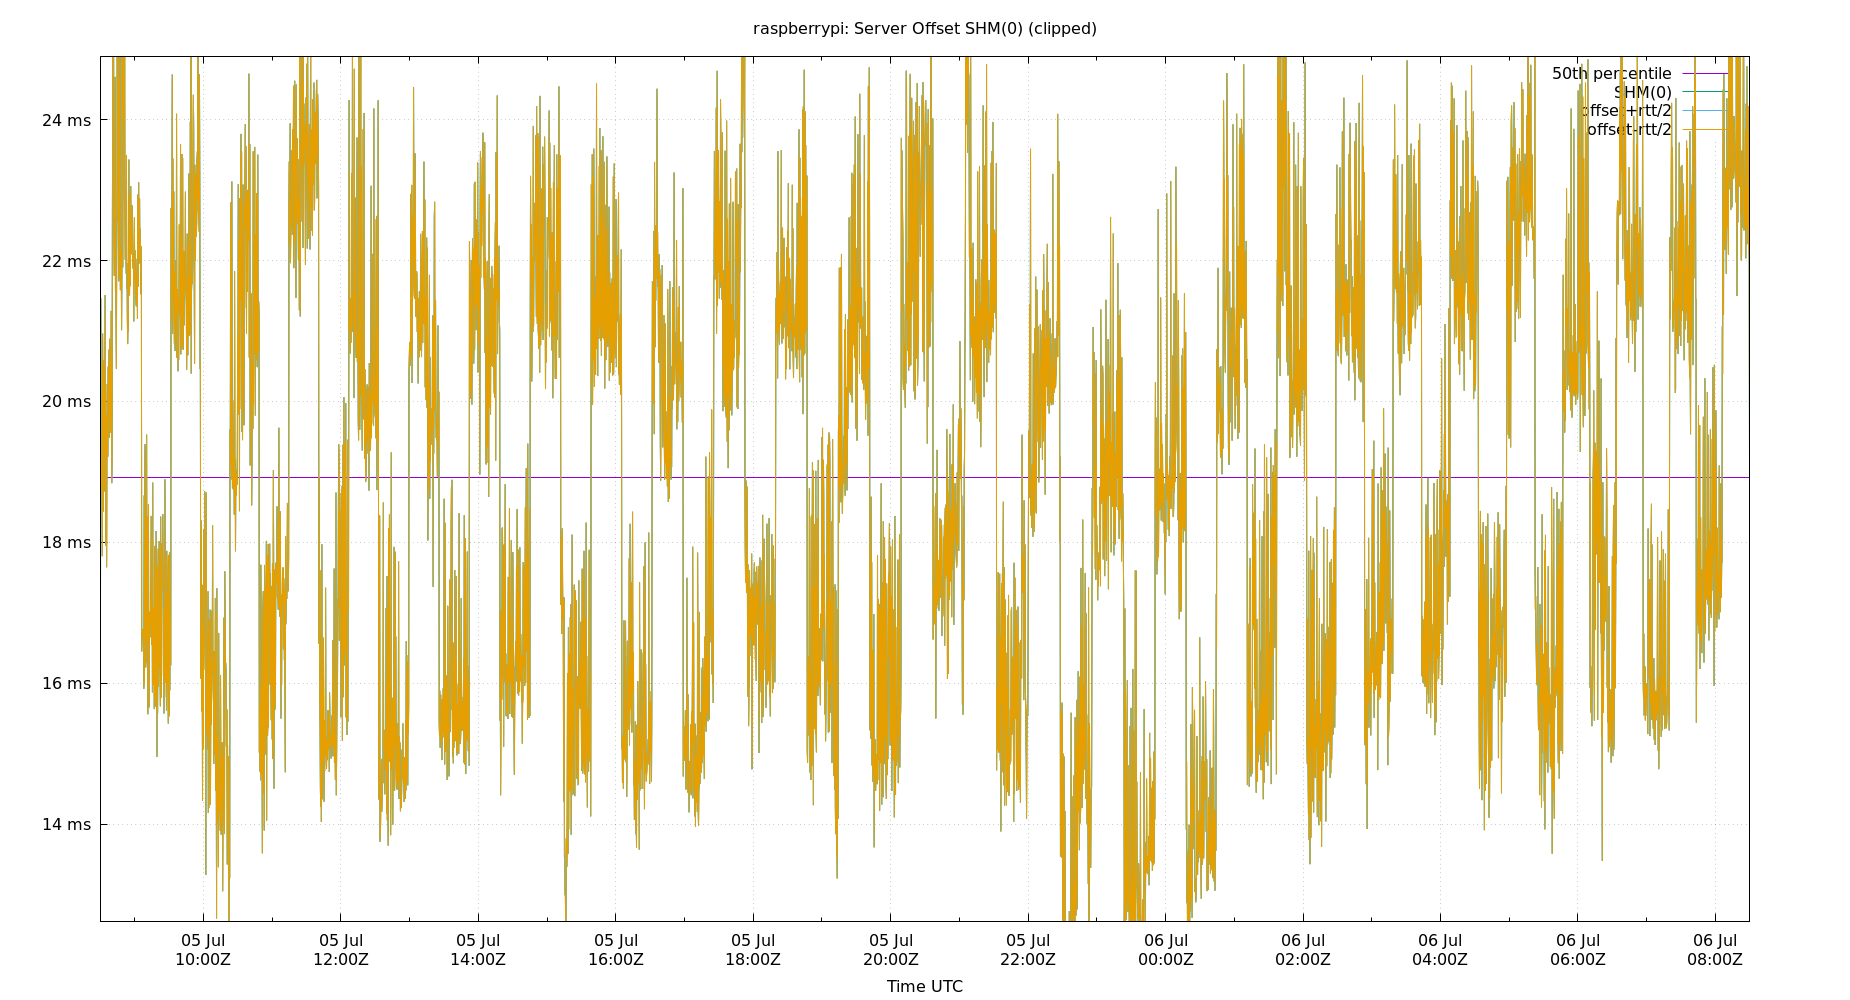 raspberrypi: Server Offset SHM(0) (clipped)
50th percentile
SHM(0)
offset+rtt/2
offset-rtt/2
24 ms
22 ms
20 ms
18 ms
16 ms
14 ms
05 Jul 05 Jul 05 Jul 05 Jul 05 Jul 05 Jul 05 Jul 06 Jul 06 Jul 06 Jul 06 Jul 06 Jul
10:00Z 12:00Z 14:00Z 16:00Z 18:00Z 20:00Z 22:00Z 00:00Z 02:00Z 04:00Z 06:00Z 08:00Z
Time UTC